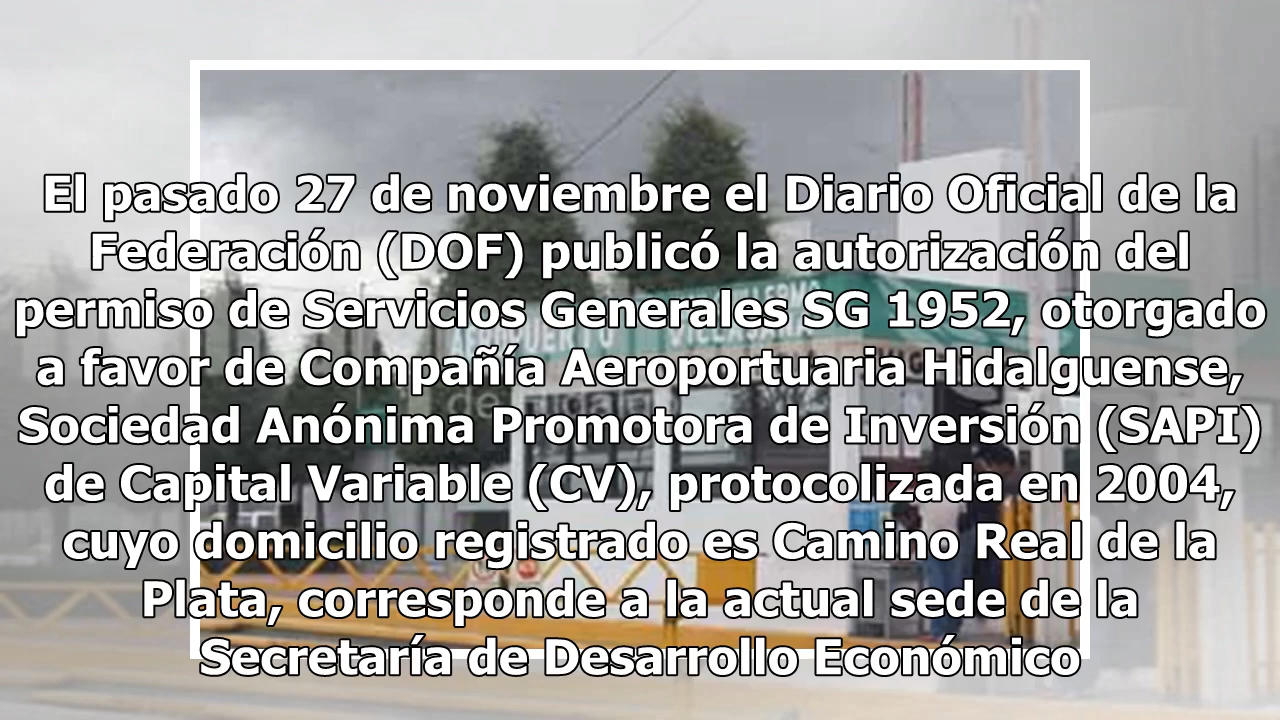 El pasado 27 de noviembre el Diario Oficial de la
Federación (DOF) publicó la autorización del
permiso de Servicios Generales SG 1952, otorgado
a favor de Compañía Aeroportuaria Hidalguense,
Sociedad Anónima Promotora de Inversión (SAPI)
de Capital Variable (CV), protocolizada en 2004,
cuyo domicilio registrado es Camino Real de la
Plata, corresponde a la actual sede de la
Secretaría de Desarrollo Económico